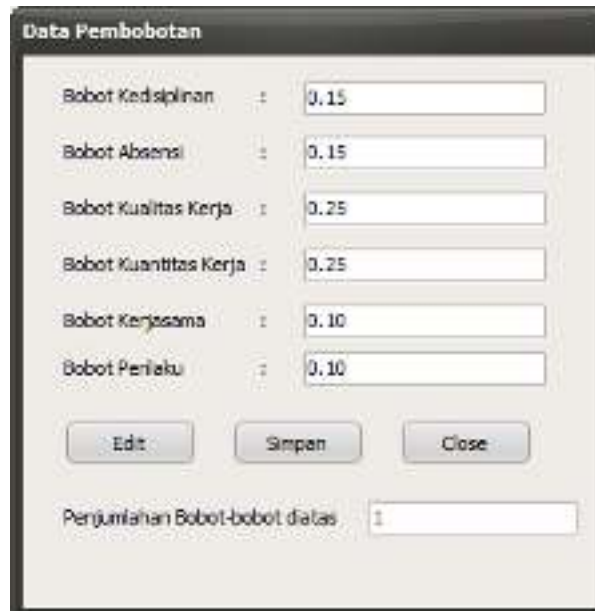 Data Pembobotan
Bobot Kedisiplinan : 0.15
Bobot Absensi : 0.15
Bobot Kualitas Kerja : 0.25
Bobot Kuantitas Kerja : 0.25
Bobot Kerjasama : 0.10
Bobot Perilaku : 0.10
Edit Simpan Close
Penjumlahan Bobot-bobot diatas 1